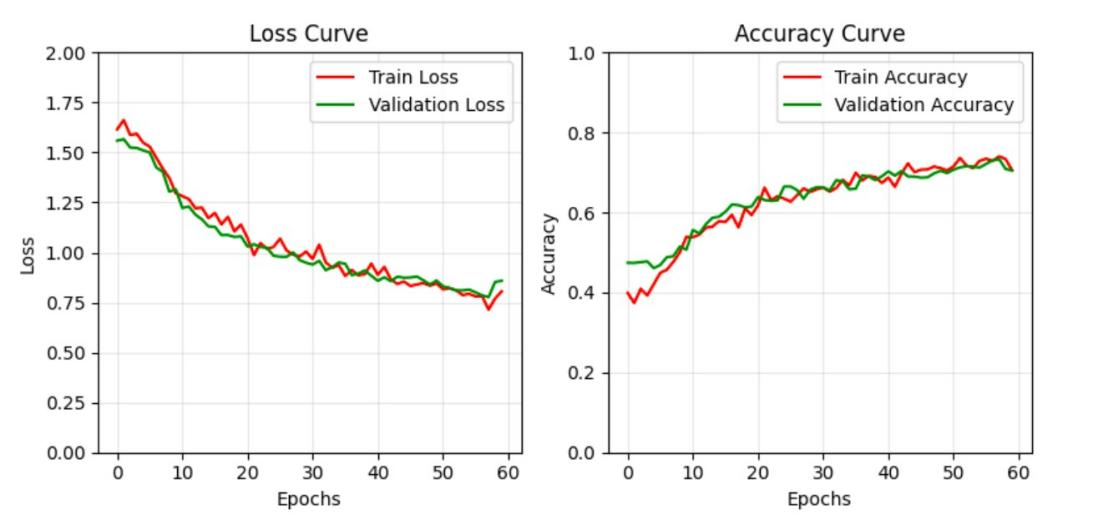 Loss Curve
2.00
1.75
1.50
1.25
1.00
0.75
0.50
0.25
0.00
Loss
Train Loss
Validation Loss
0 10 20 30 40 50 60
Epochs
Accuracy Curve
1.0
0.8
0.6
0.4
0.2
0.0
Accuracy
Train Accuracy
Validation Accuracy
0 10 20 30 40 50 60
Epochs